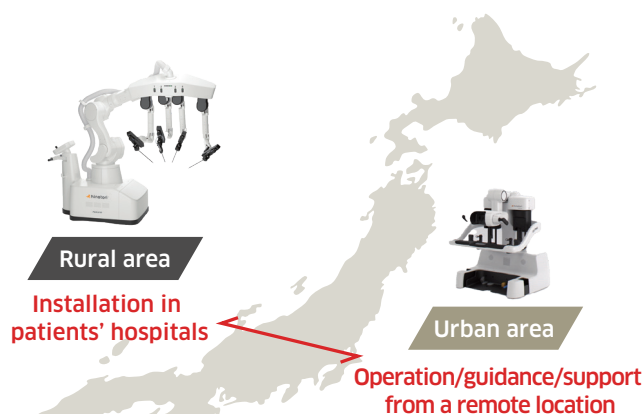 Rural area
Installation in
patients' hospitals
Urban area
Operation/guidance/support
from a remote location